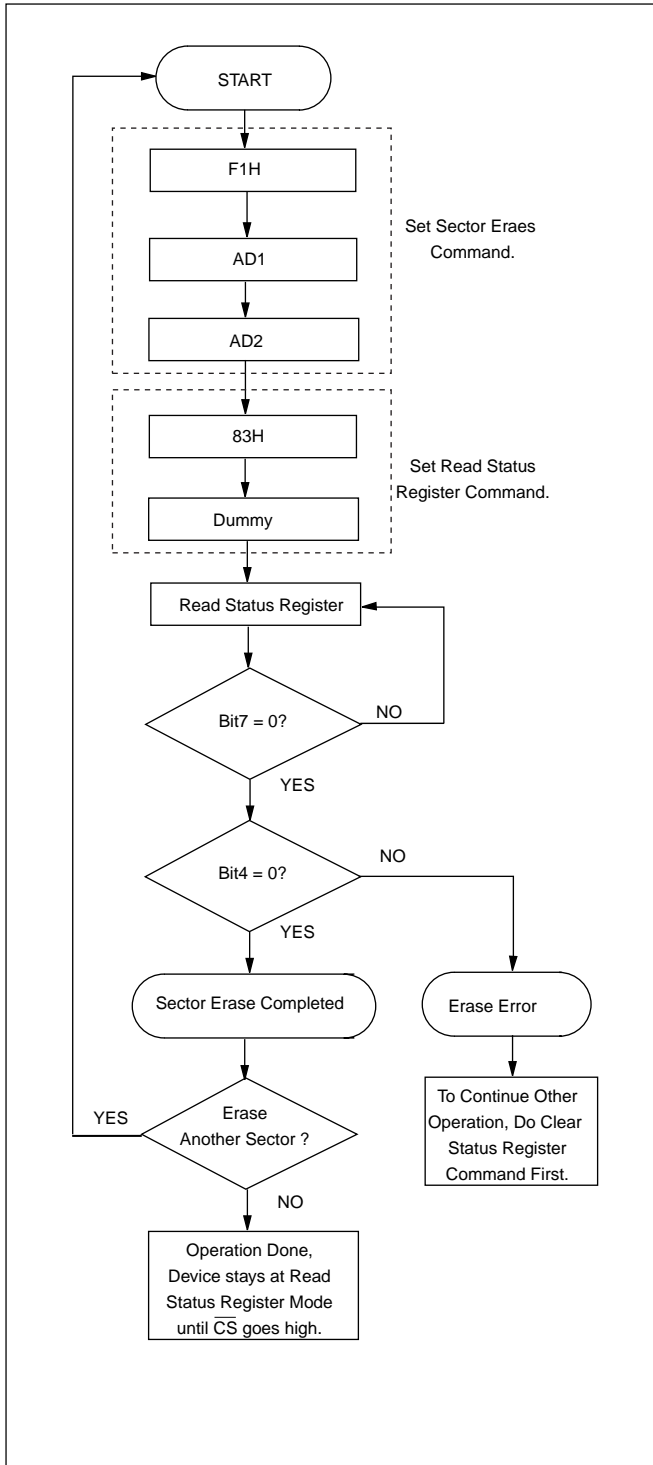 START
F1H
Set Sector Eraes
Command.
AD1
AD2
83H
Set Read Status
Register Command.
Dummy
Read Status Register
Bit7 = 0?
NO
YES
Bit4 = 0?
NO
YES
Sector Erase Completed
Erase Error
To Continue Other
Operation, Do Clear
Status Register
Command First.
YES
Erase
Another Sector ?
NO
Operation Done,
Device stays at Read
Status Register Mode
until C̅S̅ goes high.